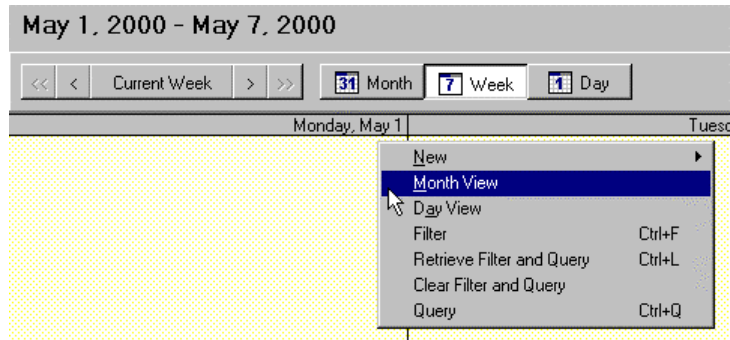 May 1, 2000 - May 7, 2000
<< < Current Week > >> 31 Month 7 Week 1 Day
Monday, May 1 Tuesd
New
Month View
Day View
Filter Ctrl+F
Retrieve Filter and Query Ctrl+L
Clear Filter and Query
Query Ctrl+Q